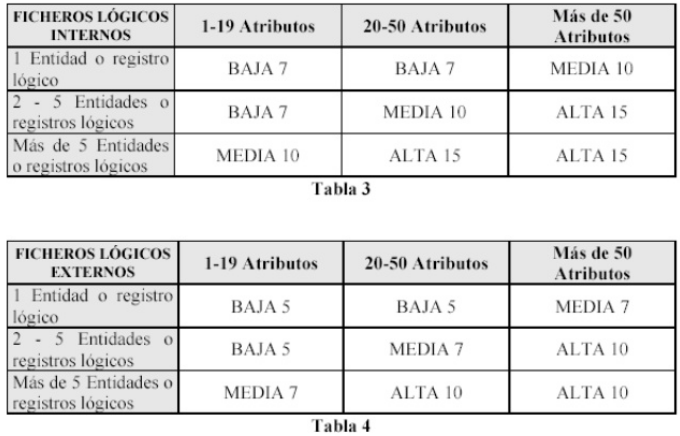 FICHEROS LÓGICOS INTERNOS 1-19 Atributos 20-50 Atributos Más de 50 Atributos
1 Entidad o registro lógico BAJA 7 BAJA 7 MEDIA 10
2 - 5 Entidades o registros lógicos BAJA 7 MEDIA 10 ALTA 15
Más de 5 Entidades o registros lógicos MEDIA 10 ALTA 15 ALTA 15
Tabla 3
FICHEROS LÓGICOS EXTERNOS 1-19 Atributos 20-50 Atributos Más de 50 Atributos
1 Entidad o registro lógico BAJA 5 BAJA 5 MEDIA 7
2 - 5 Entidades o registros lógicos BAJA 5 MEDIA 7 ALTA 10
Más de 5 Entidades o registros lógicos MEDIA 7 ALTA 10 ALTA 10
Tabla 4